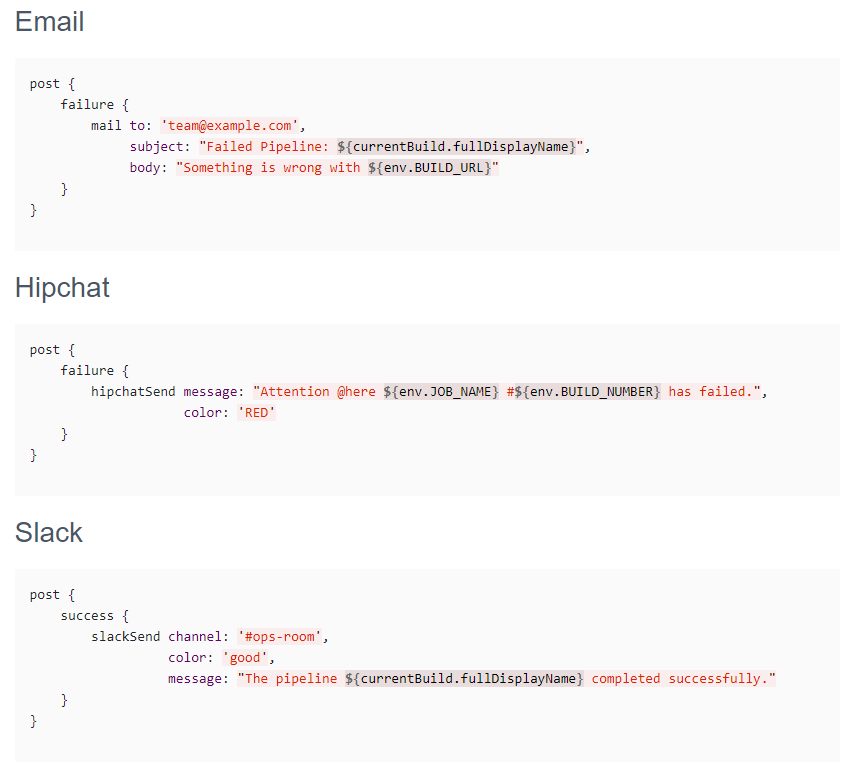 Email
post {
    failure {
        mail to: 'team@example.com',
             subject: "Failed Pipeline: ${currentBuild.fullDisplayName}",
             body: "Something is wrong with ${env.BUILD_URL}"
    }
}
Hipchat
post {
    failure {
        hipchatSend message: "Attention @here ${env.JOB_NAME} #${env.BUILD_NUMBER} has failed.",
                    color: 'RED'
    }
}
Slack
post {
    success {
        slackSend channel: '#ops-room',
                  color: 'good',
                  message: "The pipeline ${currentBuild.fullDisplayName} completed successfully."
    }
}